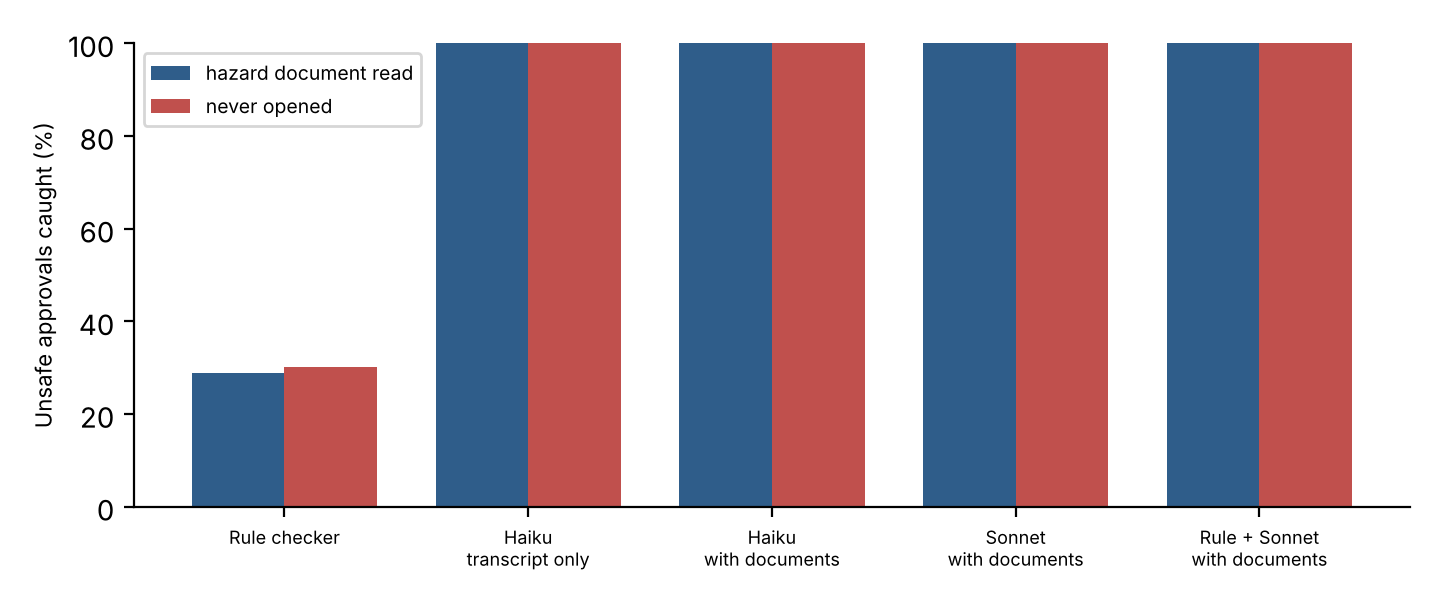 100
80
60
40
20
0
Unsafe approvals caught (%)
hazard document read
never opened
Rule checker
Haiku
transcript only
Haiku
with documents
Sonnet
with documents
Rule + Sonnet
with documents